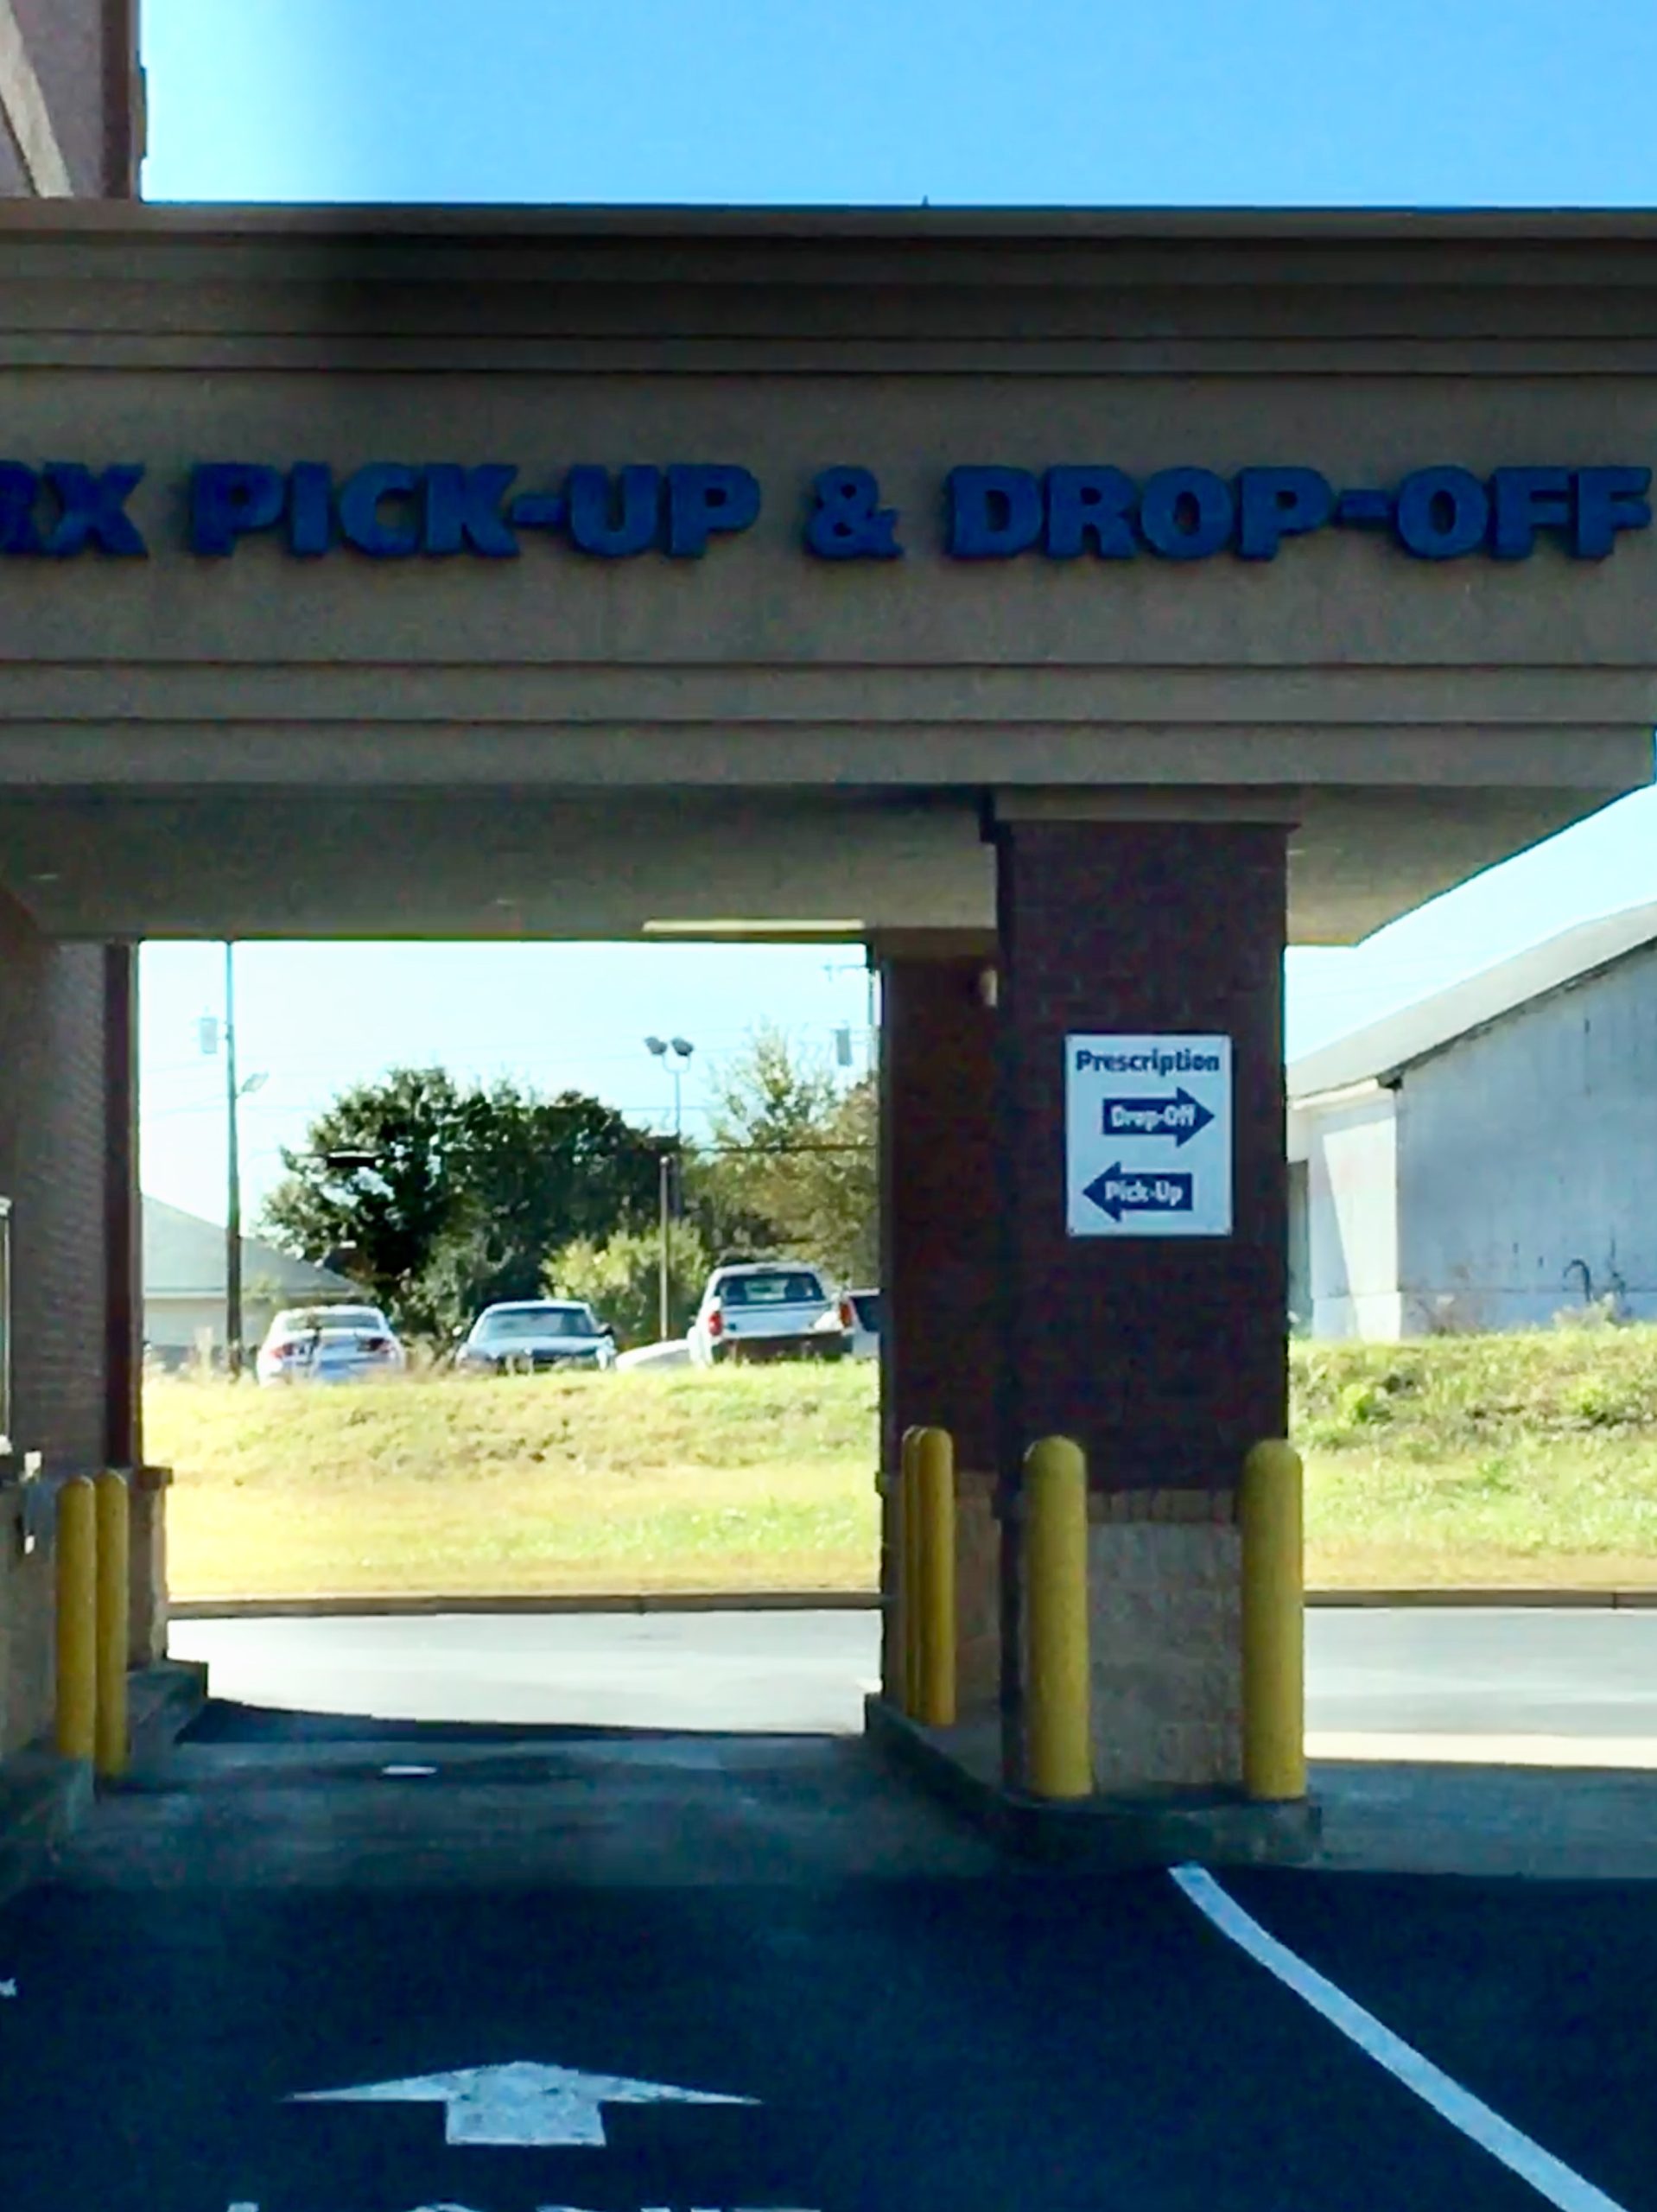 RX PICK-UP & DROP-OFF
Prescription
Drop-Off
Pick-Up